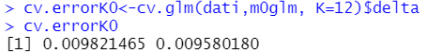 > cv.errorK0<-cv.glm(dati,m0glm, K=12)$delta
> cv.errorK0
[1] 0.009821465 0.009580180